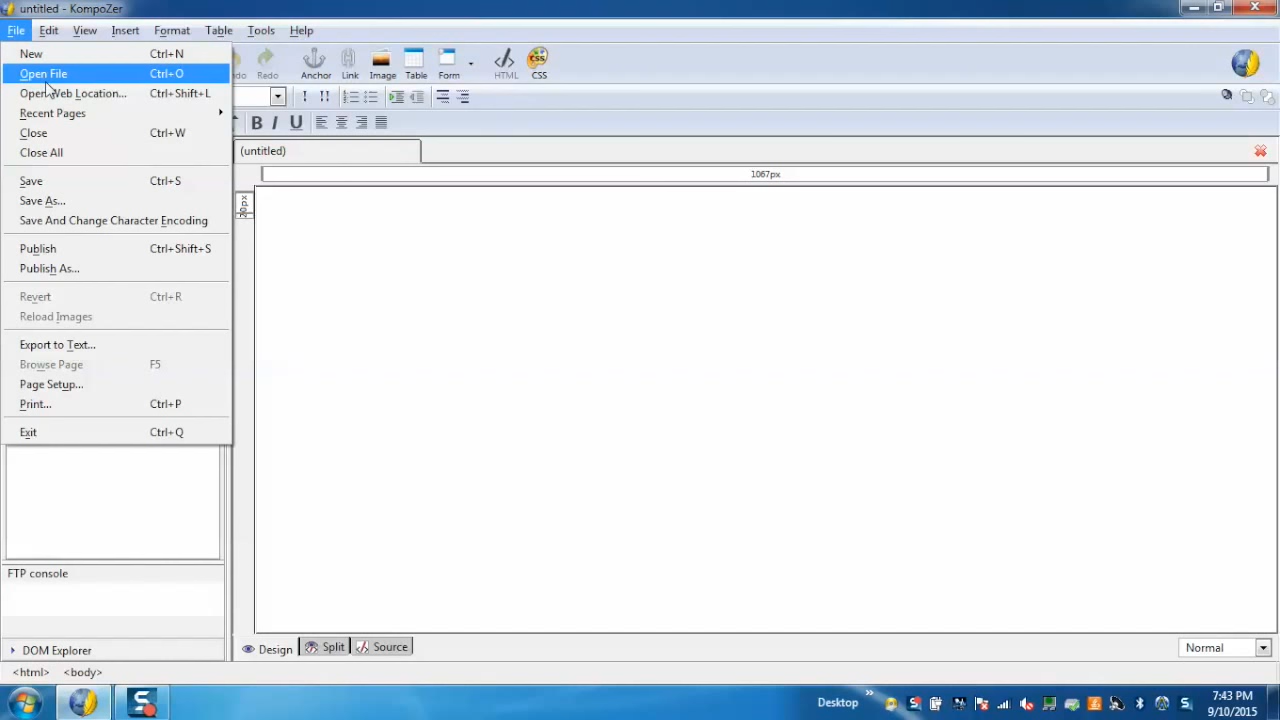 untitled - KompoZer
File Edit View Insert Format Table Tools Help
New Ctrl+N
Open File Ctrl+O
Open Web Location... Ctrl+Shift+L
Recent Pages
Close Ctrl+W
Close All
Save Ctrl+S
Save As...
Save And Change Character Encoding
Publish Ctrl+Shift+S
Publish As...
Revert Ctrl+R
Reload Images
Export to Text...
Browse Page F5
Page Setup...
Print... Ctrl+P
Exit Ctrl+Q
Redo Anchor Link Image Table Form HTML CSS
CSS
B I U
(untitled)
1067px
20px
FTP console
DOM Explorer
Design Split Source Normal
<html> <body>
Desktop
7:43 PM
9/10/2015